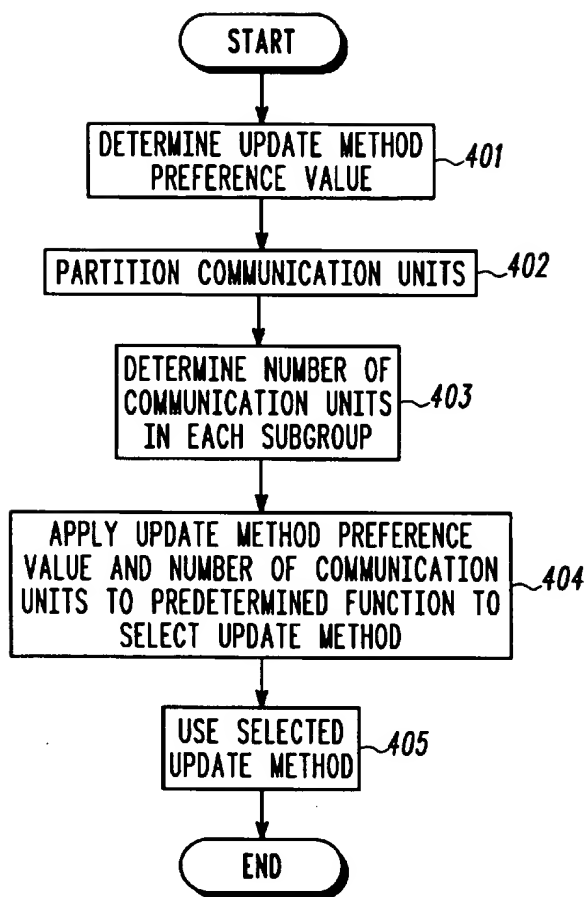 START
DETERMINE UPDATE METHOD
PREFERENCE VALUE
401
PARTITION COMMUNICATION UNITS
402
DETERMINE NUMBER OF
COMMUNICATION UNITS
IN EACH SUBGROUP
403
APPLY UPDATE METHOD PREFERENCE
VALUE AND NUMBER OF COMMUNICATION
UNITS TO PREDETERMINED FUNCTION TO
SELECT UPDATE METHOD
404
USE SELECTED
UPDATE METHOD
405
END